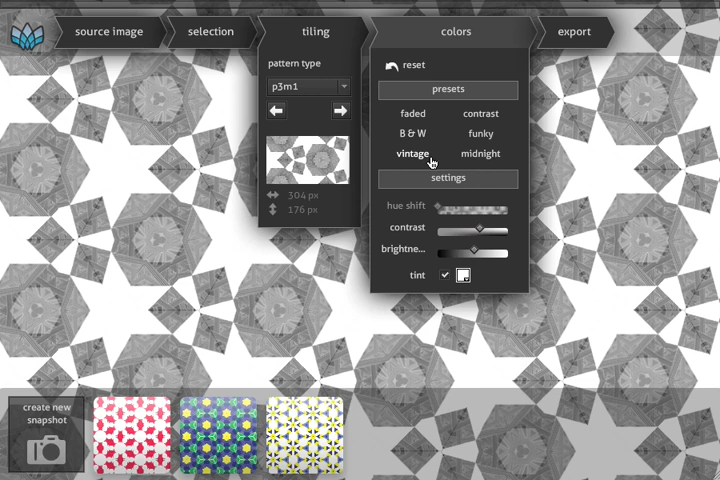 source image
selection
tiling
colors
export
pattern type
p3m1
304 px
176 px
reset
presets
faded
contrast
B & W
funky
vintage
midnight
settings
hue shift
contrast
brightne...
tint
create new
snapshot